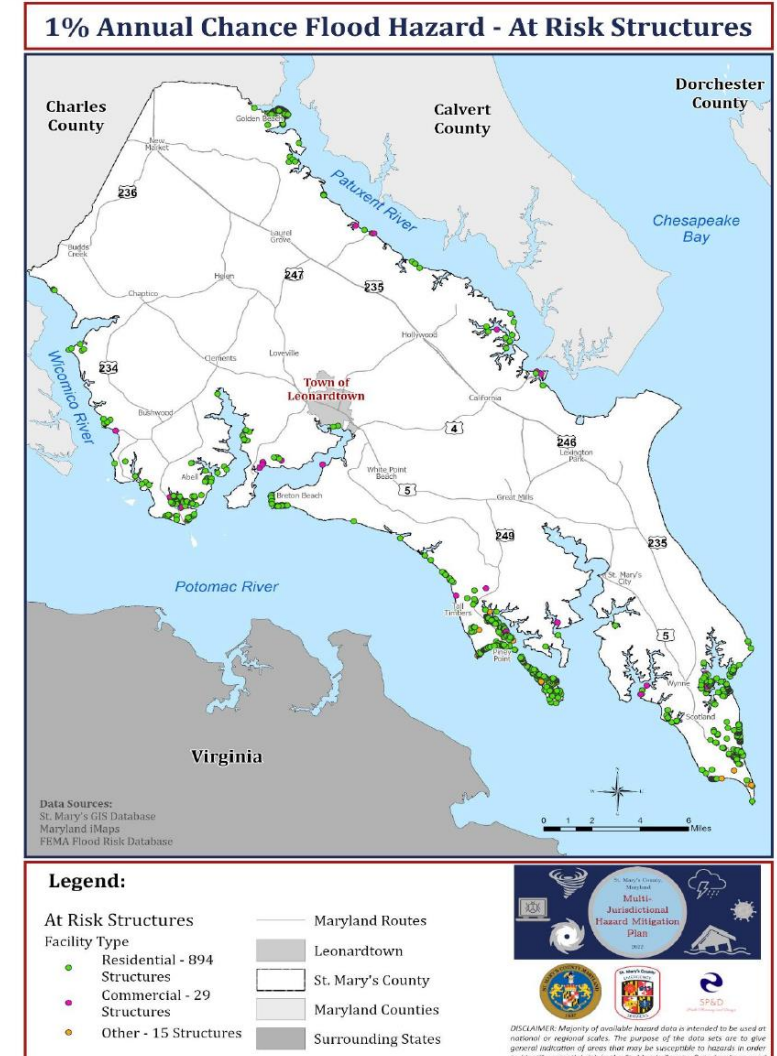 1% Annual Chance Flood Hazard - At Risk Structures
Charles
County
Calvert
County
Dorchester
County
Golden Beach
New
Market
236
Patuxent River
Chesapeake
Bay
Laurel
Grove
Budds
Creek
Helen
247
235
Chaptico
Hollywood
Wicomico River
234
Clements
Loveville
Town of
Leonardtown
California
Bushwood
4
246
Lexington
Park
Abell
White Point
Beach
5
Breton Beach
Great Mills
249
235
St. Mary's
City
Potomac River
Tall
Timbers
5
Piney
Point
Wynne
Scotland
Virginia
Data Sources:
St. Mary's GIS Database
Maryland iMaps
FEMA Flood Risk Database
0 1 2 4 6
Miles
Legend:
At Risk Structures
Facility Type
Residential - 894
Structures
Commercial - 29
Structures
Other - 15 Structures
Maryland Routes
Leonardtown
St. Mary's County
Maryland Counties
Surrounding States
St. Mary's County,
Maryland
Multi-
Jurisdictional
Hazard Mitigation
Plan
2022
St. Mary's County
SP&D
DISCLAIMER: Majority of available hazard data is intended to be used at
national or regional scales. The purpose of the data sets are to give
general indication of areas that may be susceptible to hazards in order